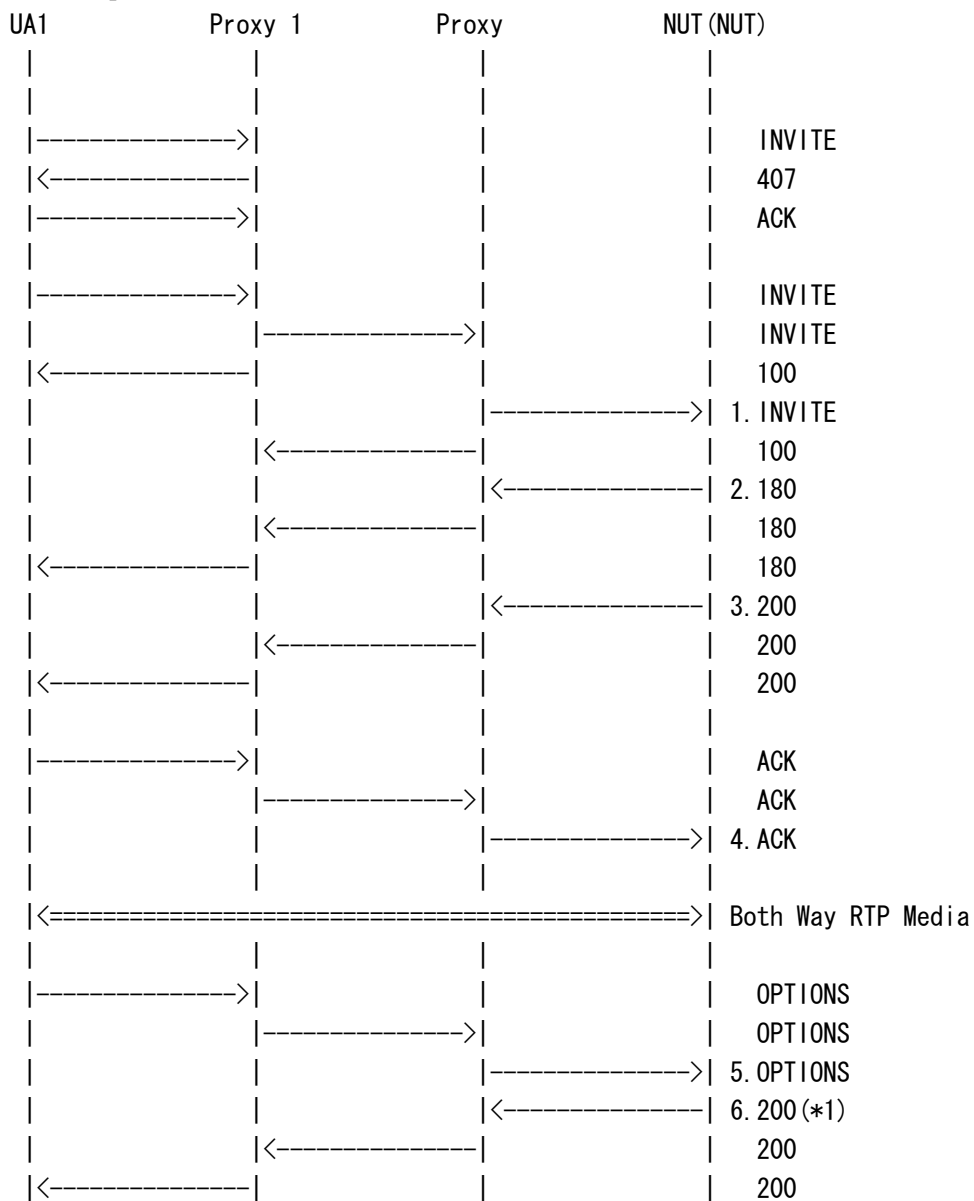 UA1 Proxy 1 Proxy NUT(NUT)
| | | |
| | | |
|-------------->| | | INVITE
|<--------------| | | 407
|-------------->| | | ACK
| | | |
|-------------->| | | INVITE
| |-------------->| | INVITE
|<--------------| | | 100
| | |-------------->| 1.INVITE
| |<--------------| | 100
| | |<--------------| 2.180
| |<--------------| | 180
|<--------------| | | 180
| | |<--------------| 3.200
| |<--------------| | 200
|<--------------| | | 200
| | | |
|-------------->| | | ACK
| |-------------->| | ACK
| | |-------------->| 4.ACK
| | | |
|<=============================================>| Both Way RTP Media
| | | |
|-------------->| | | OPTIONS
| |-------------->| | OPTIONS
| | |-------------->| 5.OPTIONS
| | |<--------------| 6.200(*1)
| |<--------------| | 200
|<--------------| | | 200